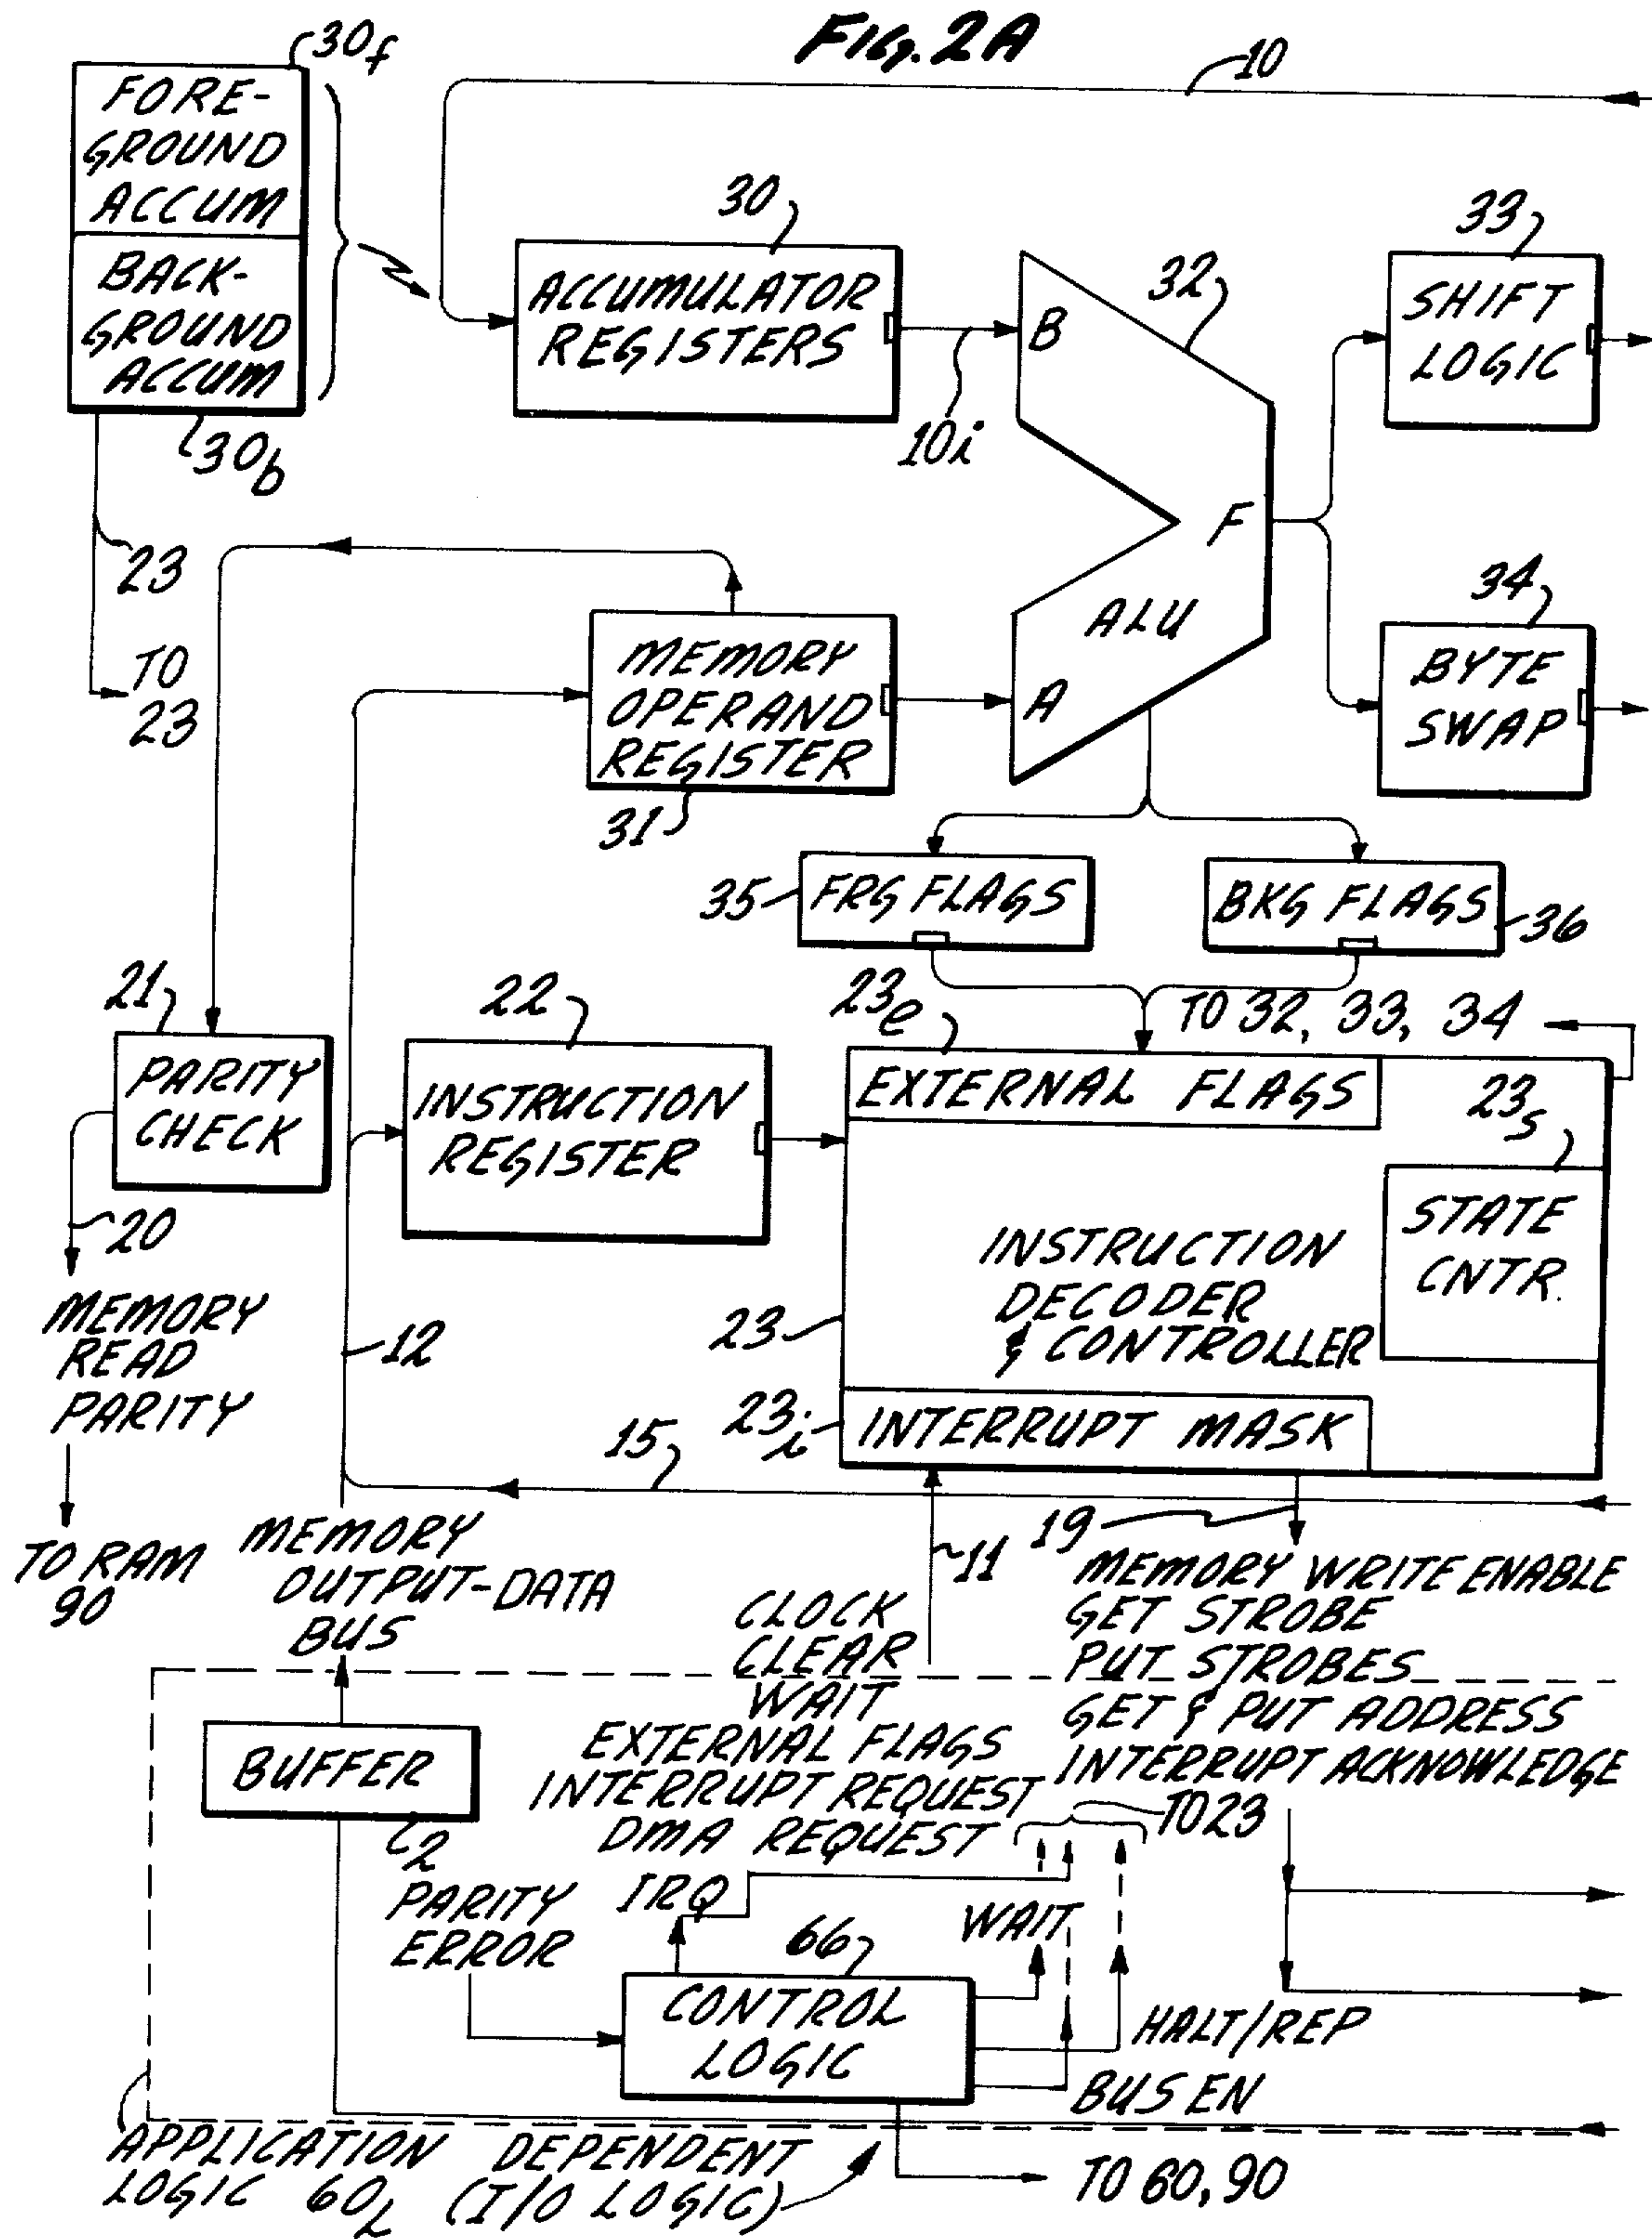 FIG. 2A
30f
10
FORE-
GROUND
ACCUM
BACK-
GROUND
ACCUM
30b
23
TO
23
30
ACCUMULATOR
REGISTERS
10i
B
32
F
ALU
A
33
SHIFT
LOGIC
34
BYTE
SWAP
MEMORY
OPERAND
REGISTER
31
35
FRG FLAGS
BKG FLAGS
36
21
PARITY
CHECK
20
MEMORY
READ
PARITY
TO RAM
90
22
INSTRUCTION
REGISTER
12
23e
TO 32, 33, 34
EXTERNAL FLAGS
23s
STATE
CNTR.
INSTRUCTION
DECODER
& CONTROLLER
23
23i
INTERRUPT MASK
15
11
19
MEMORY
OUTPUT-DATA
BUS
CLOCK
CLEAR
WAIT
EXTERNAL FLAGS
INTERRUPT REQUEST
DMA REQUEST
MEMORY WRITE ENABLE
GET STROBE
PUT STROBES
GET & PUT ADDRESS
INTERRUPT ACKNOWLEDGE
TO 23
BUFFER
2
PARITY
ERROR
IRQ
WAIT
66
CONTROL
LOGIC
HALT/REP
BUS EN
APPLICATION DEPENDENT
LOGIC 60L (I/O LOGIC)
TO 60, 90